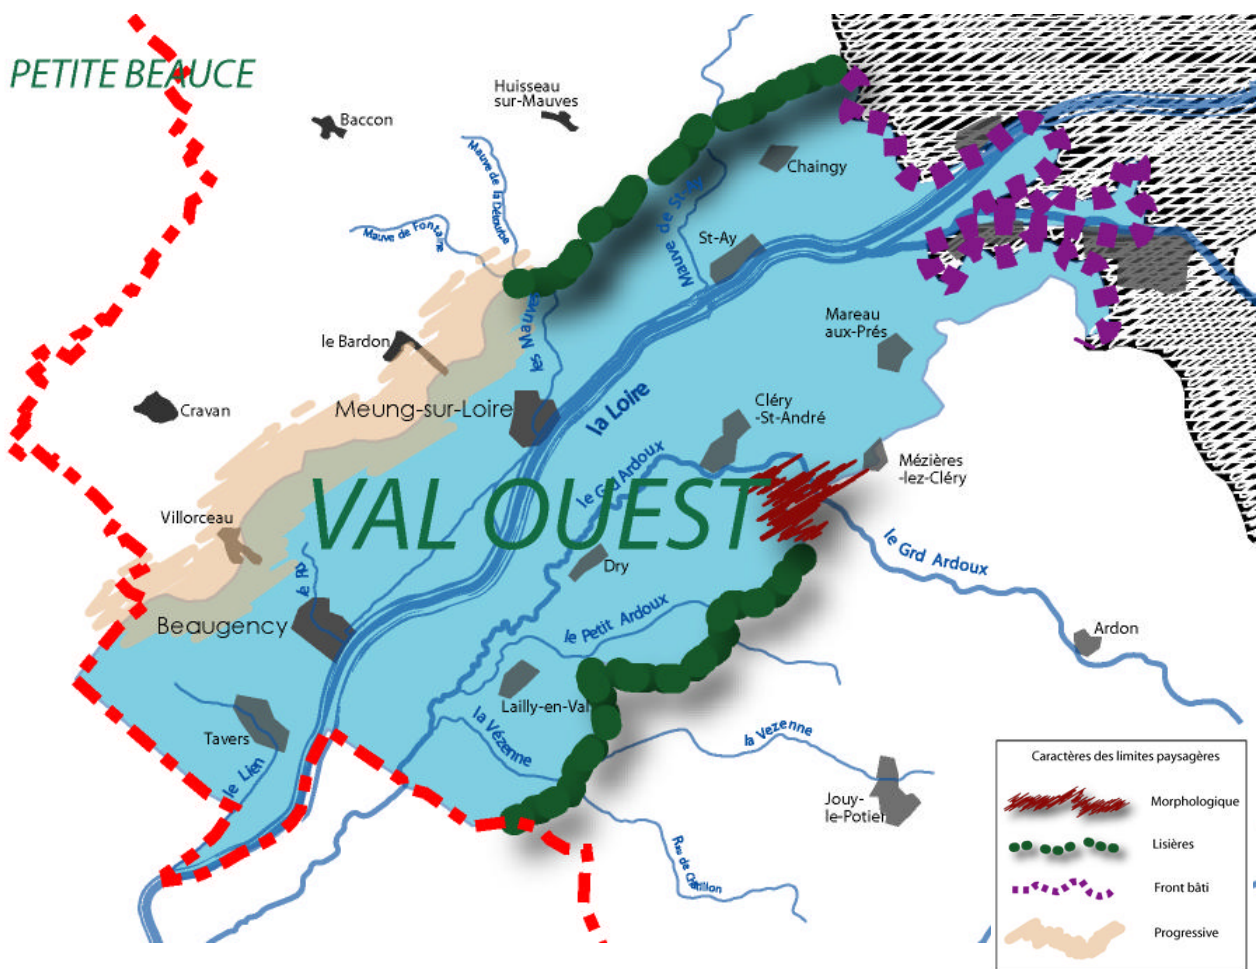 PETITE BEAUCE
Huisseau
sur-Mauves
Baccon
Chaingy
Mauve de la Détourbe
Mauve de Fontaine
Mauve de St-Ay
St-Ay
les Mauves
Mareau
aux-Prés
le Bardon
Cravan
Meung-sur-Loire
la Loire
Cléry
-St-André
Mézières
-lez-Cléry
le Grd Ardoux
VAL OUEST
Villorceau
le Grd Ardoux
Dry
Beaugency
le Petit Ardoux
Ardon
Lailly-en-Val
la Vézenne
la Vezenne
Tavers
le Lien
Jouy-
le-Potier
Caractères des limites paysagères
Morphologique
Lisières
Front bâti
Progressive